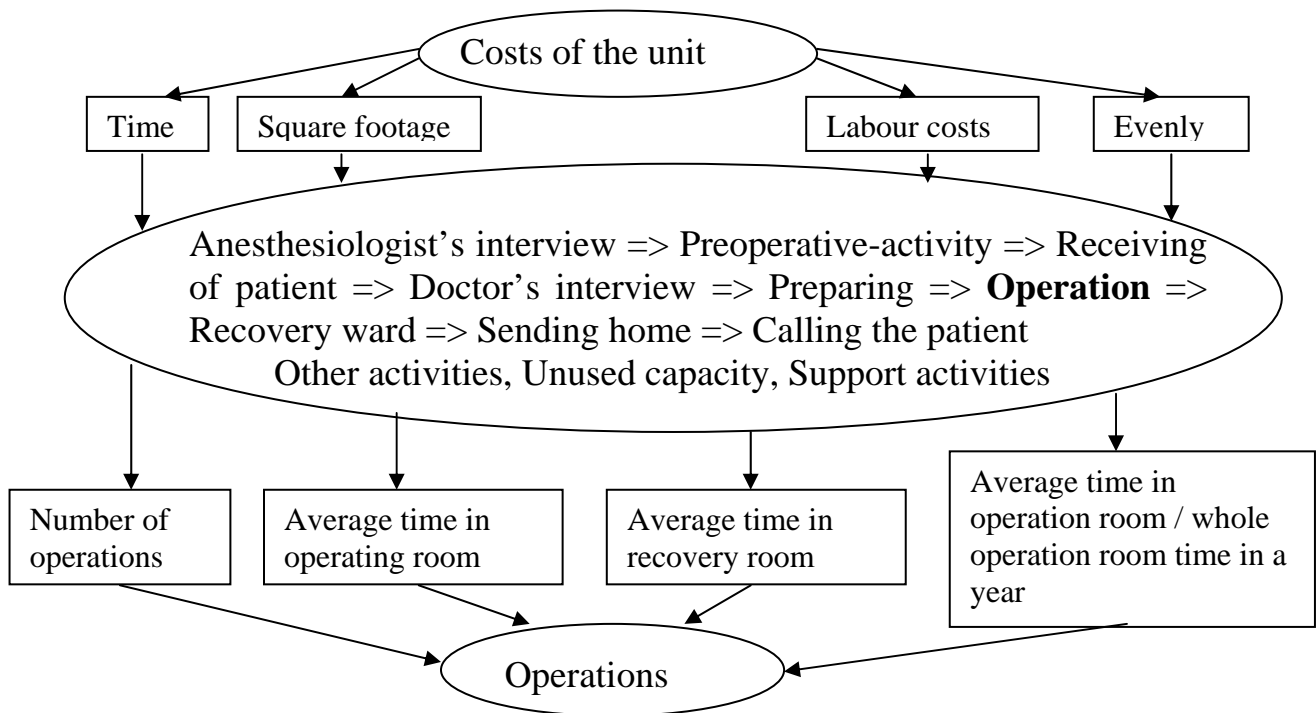 Costs of the unit
Time
Square footage
Labour costs
Evenly
Anesthesiologist's interview => Preoperative-activity => Receiving
of patient => Doctor's interview => Preparing => Operation =>
Recovery ward => Sending home => Calling the patient
Other activities, Unused capacity, Support activities
Number of
operations
Average time in
operating room
Average time in
recovery room
Average time in
operation room / whole
operation room time in a
year
Operations